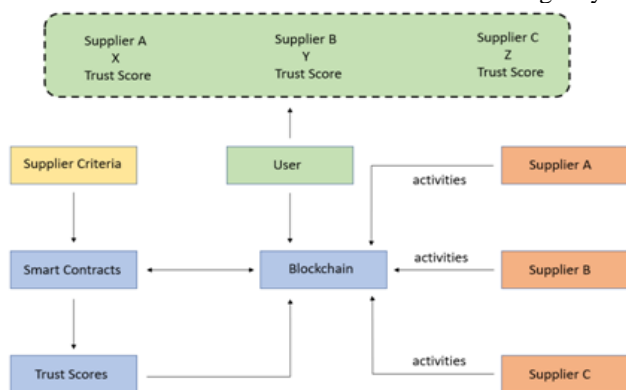 Supplier A
X
Trust Score
Supplier B
Y
Trust Score
Supplier C
Z
Trust Score
Supplier Criteria
User
Supplier A
activities
Smart Contracts
Blockchain
activities
Supplier B
Trust Scores
activities
Supplier C